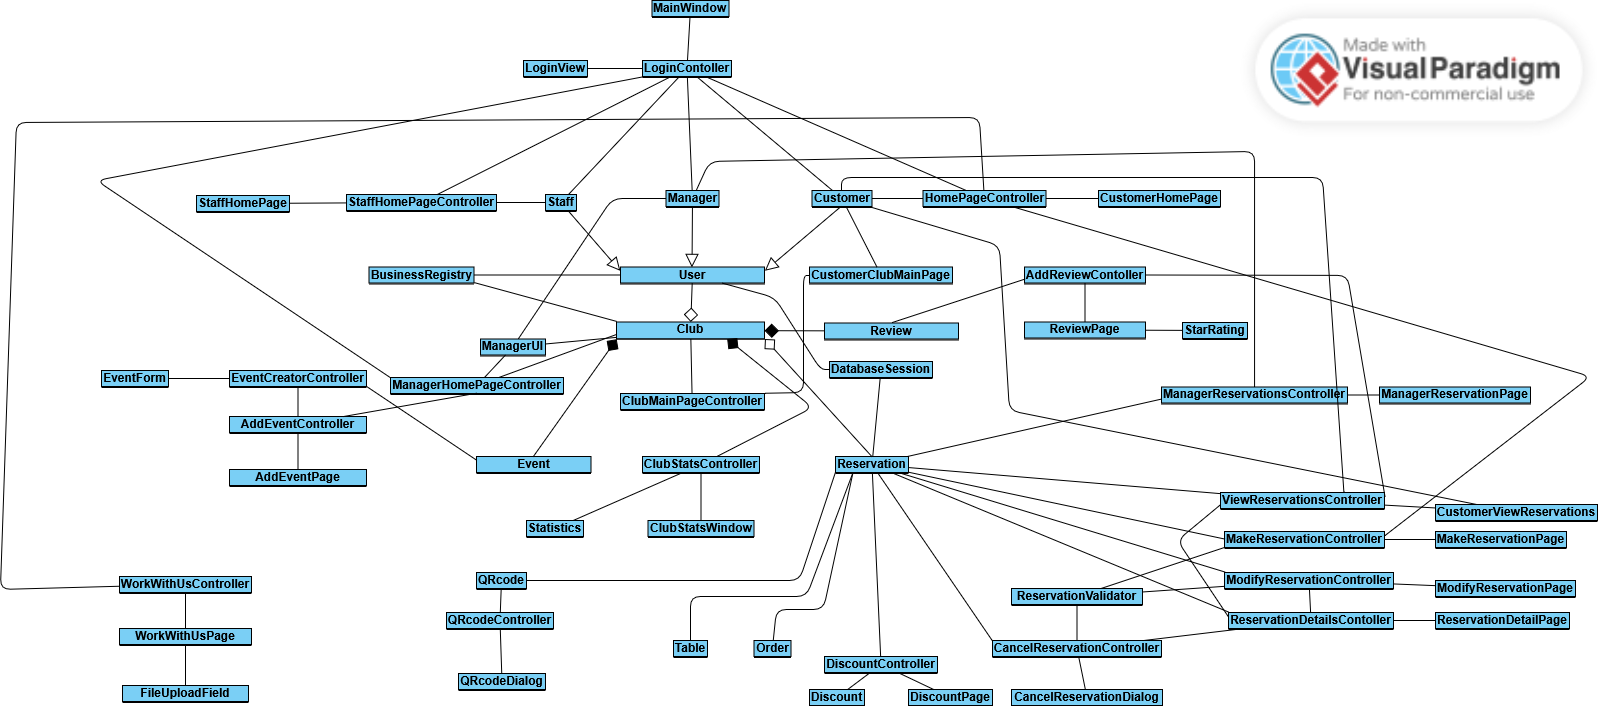 MainWindow
Made with
VisualParadigm
For non-commercial use
LoginView
LoginContoller
StaffHomePage
StaffHomePageController
Staff
Manager
Customer
HomePageController
CustomerHomePage
BusinessRegistry
User
CustomerClubMainPage
AddReviewContoller
Club
Review
ReviewPage
StarRating
ManagerUI
DatabaseSession
EventForm
EventCreatorController
ManagerHomePageController
ClubMainPageController
ManagerReservationsController
ManagerReservationPage
AddEventController
Event
ClubStatsController
Reservation
AddEventPage
ViewReservationsController
CustomerViewReservations
Statistics
ClubStatsWindow
MakeReservationController
MakeReservationPage
WorkWithUsController
QRcode
ModifyReservationController
ModifyReservationPage
ReservationValidator
QRcodeController
ReservationDetailsContoller
ReservationDetailPage
WorkWithUsPage
Table
Order
CancelReservationController
DiscountController
QRcodeDialog
FileUploadField
Discount
DiscountPage
CancelReservationDialog